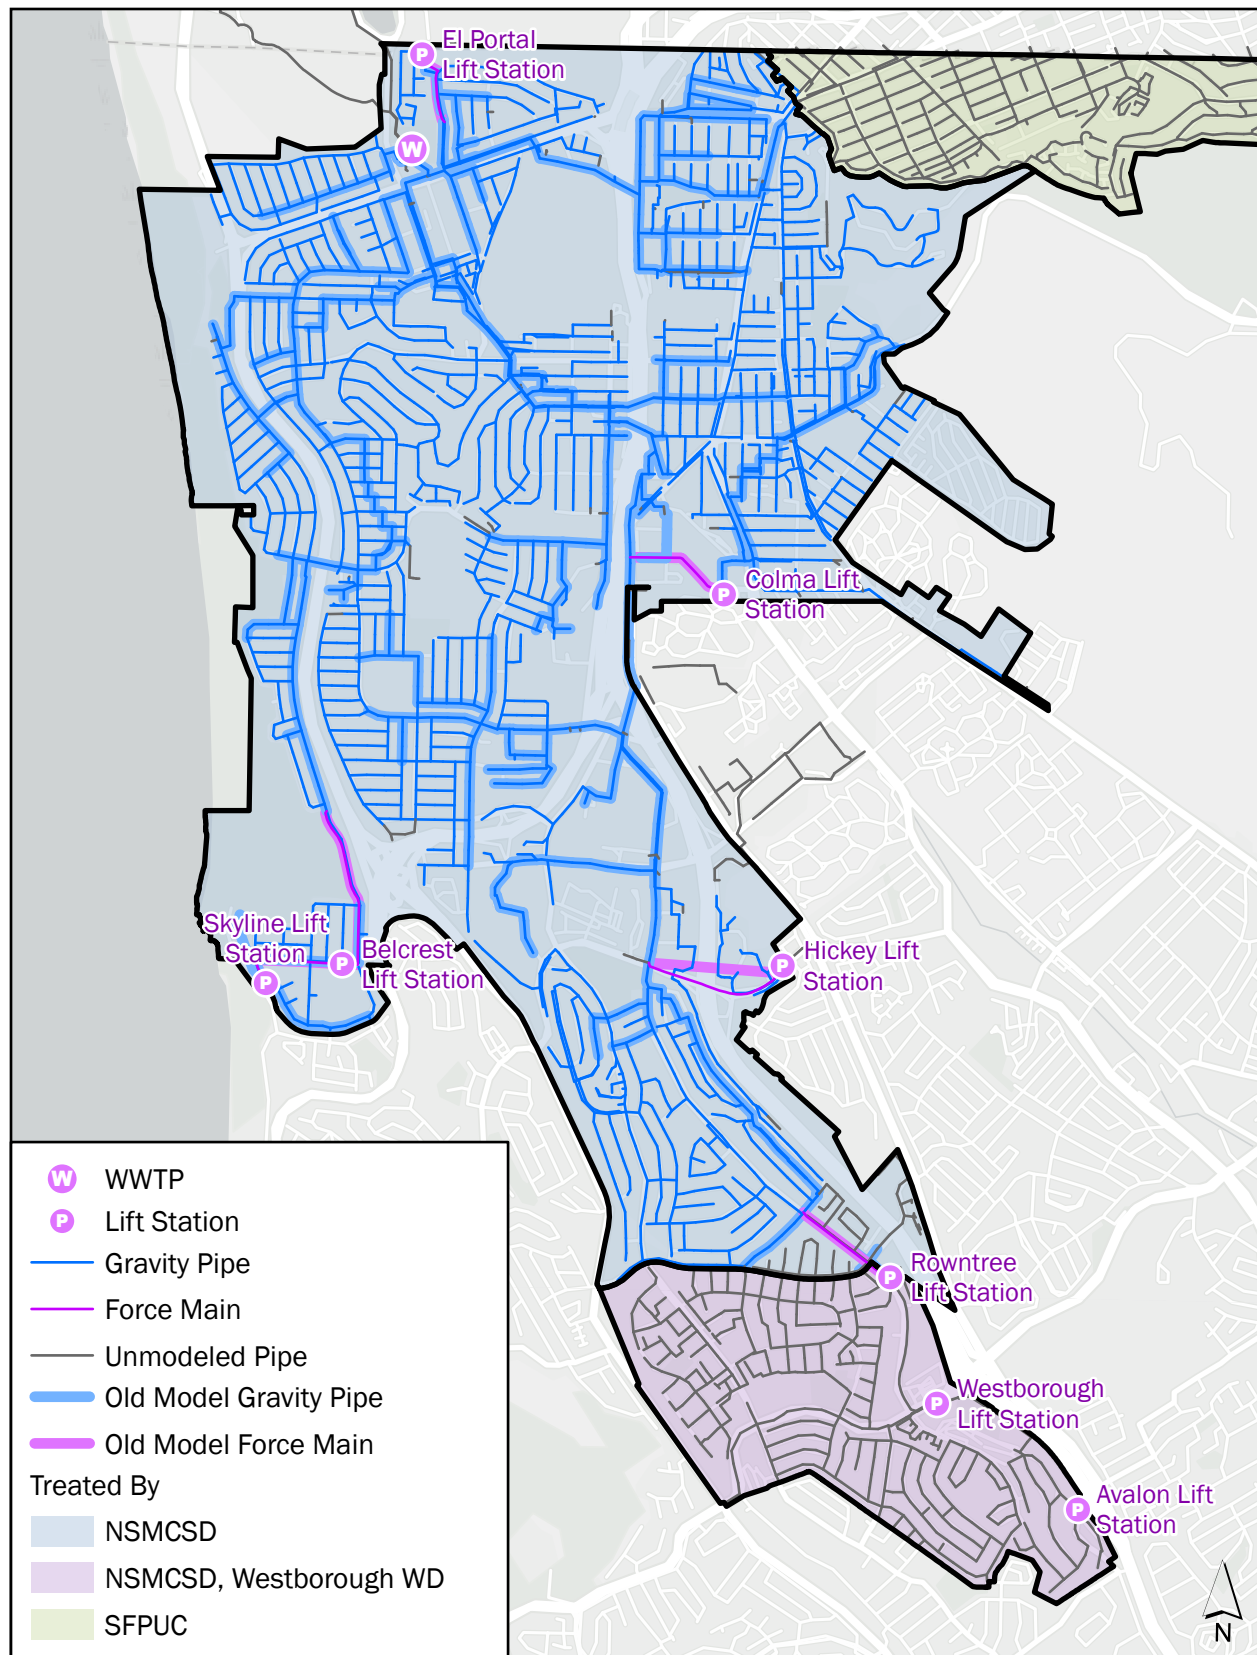 El Portal
Lift Station
W
P
Colma Lift
Station
P
Skyline Lift
Station
P
Belcrest
Lift Station
P
Hickey Lift
Station
P
Rowntree
Lift Station
P
Westborough
Lift Station
P
Avalon Lift
Station
P
W WWTP
P Lift Station
Gravity Pipe
Force Main
Unmodeled Pipe
Old Model Gravity Pipe
Old Model Force Main
Treated By
NSMCSD
NSMCSD, Westborough WD
SFPUC
N